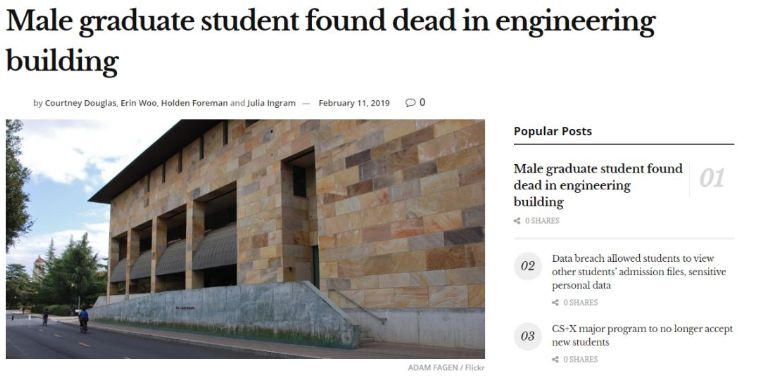 Male graduate student found dead in engineering
building
by Courtney Douglas, Erin Woo, Holden Foreman and Julia Ingram — February 11, 2019 0
Popular Posts
Male graduate student found
dead in engineering
building
01
0 SHARES
02
Data breach allowed students to view
other students' admission files, sensitive
personal data
0 SHARES
03
CS+X major program to no longer accept
new students
0 SHARES
ADAM FAGEN / Flickr